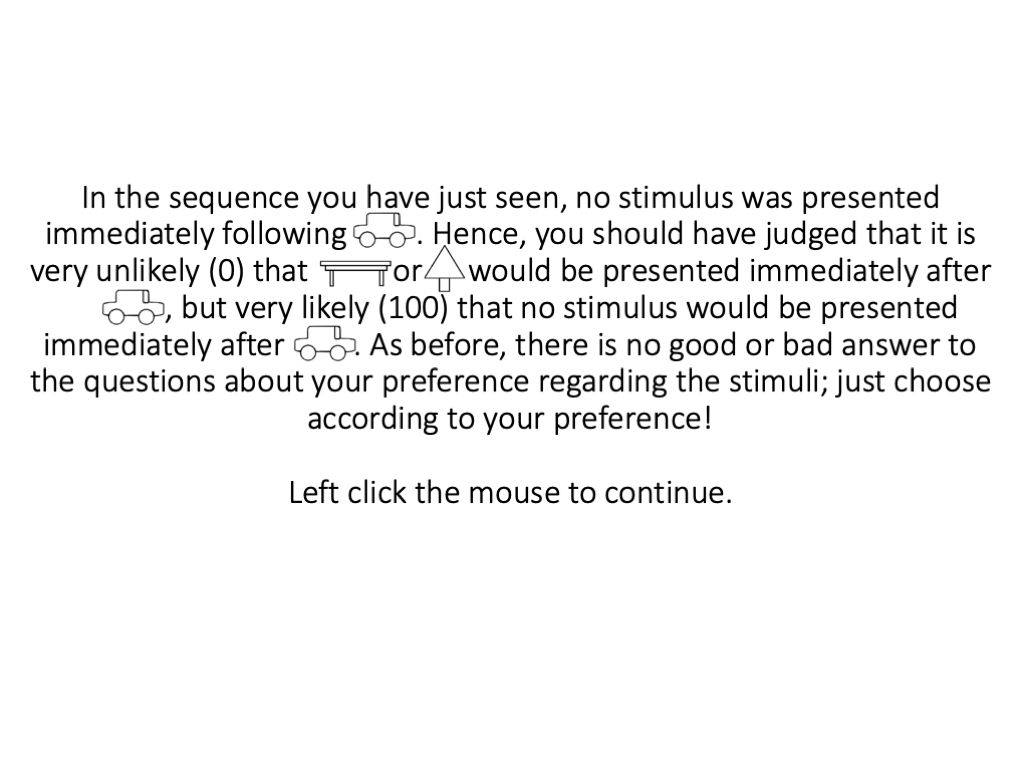 In the sequence you have just seen, no stimulus was presented
immediately following . Hence, you should have judged that it is
very unlikely (0) that or would be presented immediately after
, but very likely (100) that no stimulus would be presented
immediately after . As before, there is no good or bad answer to
the questions about your preference regarding the stimuli; just choose
according to your preference!
Left click the mouse to continue.